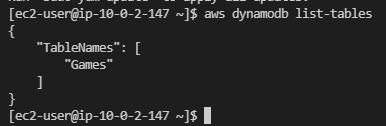 [ec2-user@ip-10-0-2-147 ~]$ aws dynamodb list-tables
{
    "TableNames": [
        "Games"
    ]
}
[ec2-user@ip-10-0-2-147 ~]$